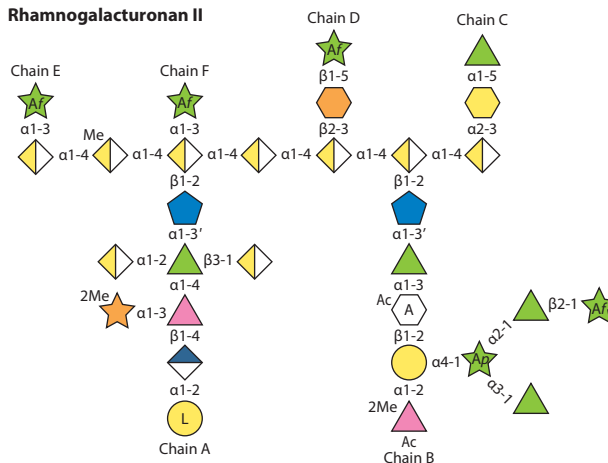 Rhamnogalacturonan II
Chain D
Chain C
Af
Chain E
Chain F
β1-5
α1-5
Af
Af
α1-3
α1-3
β2-3
α2-3
Me
α1-4
α1-4
α1-4
α1-4
α1-4
α1-4
β1-2
β1-2
α1-3′
α1-3′
α1-2
β3-1
α1-4
α1-3
2Me
α1-3
Ac
A
β1-4
β1-2
α2-1
β2-1
Af
α4-1
Ap
α1-2
α1-2
α3-1
L
2Me
Chain A
Ac
Chain B